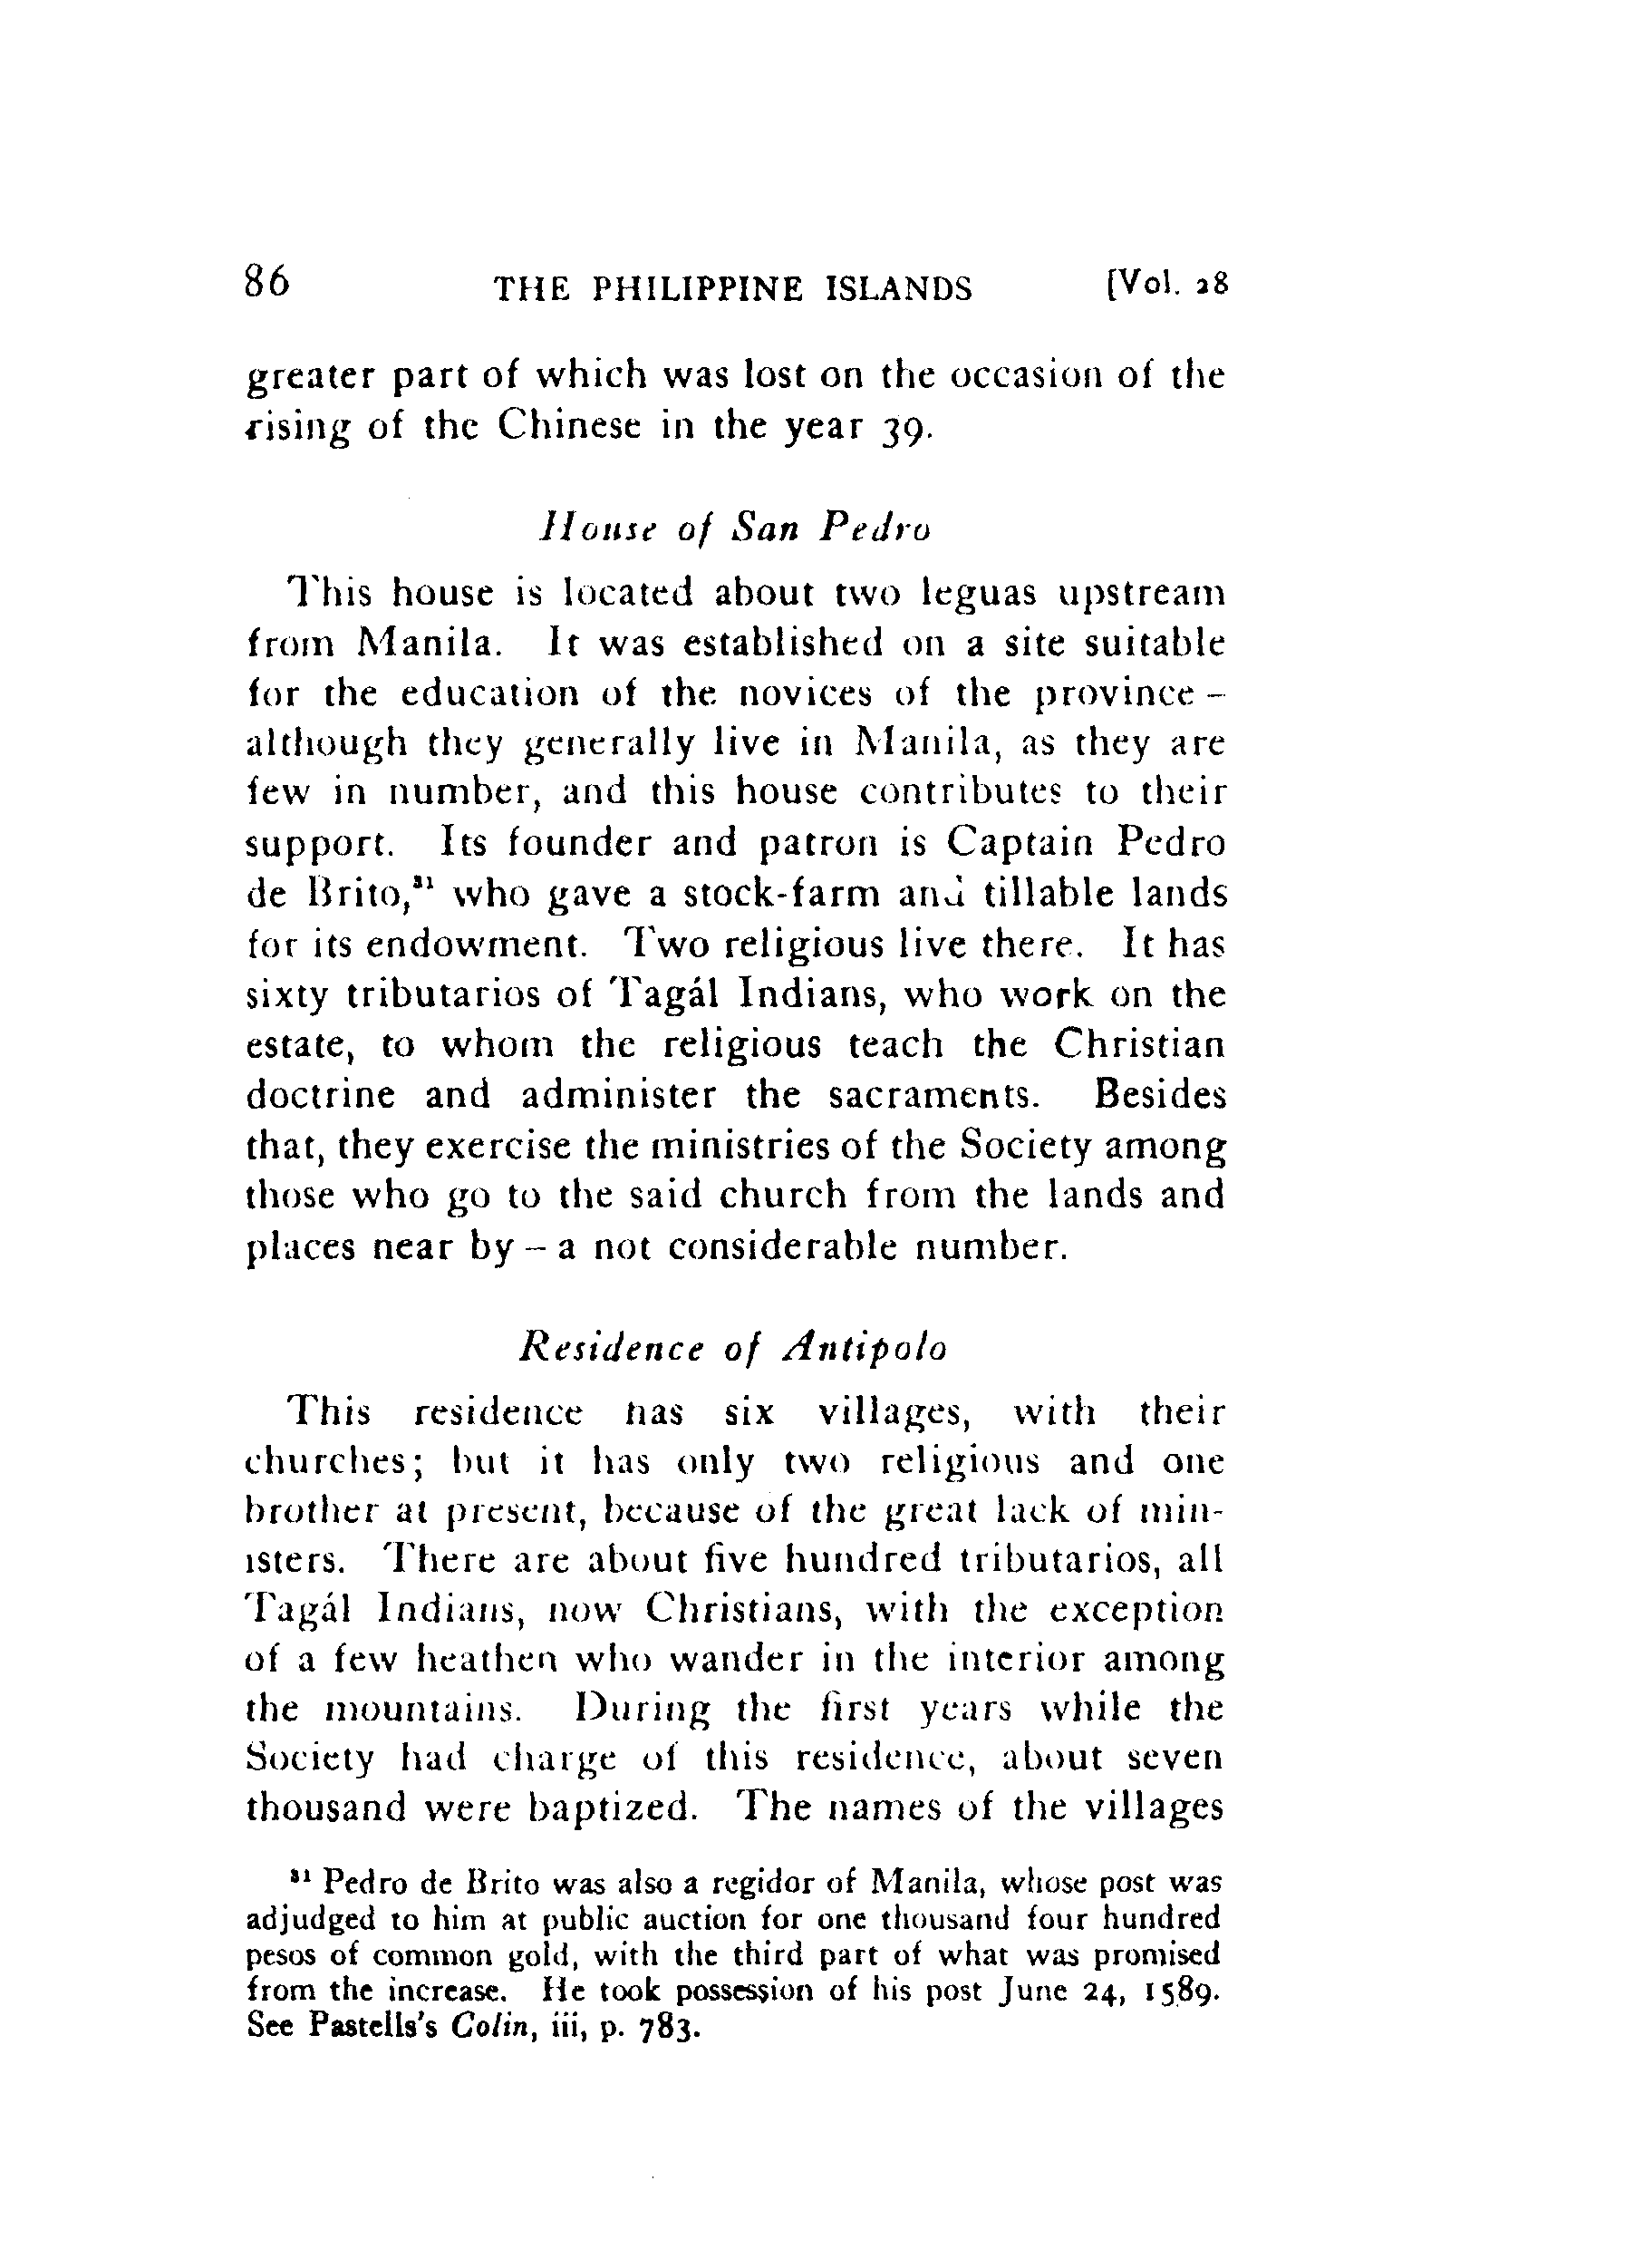 86 THE PHILIPPINE ISLANDS [Vol. 28
greater part of which was lost on the occasion of the
rising of the Chinese in the year 39.
House of San Pedro
This house is located about two leguas upstream
from Manila. It was established on a site suitable
for the education of the novices of the province –
although they generally live in Manila, as they are
few in number, and this house contributes to their
support. Its founder and patron is Captain Pedro
de Brito,³¹ who gave a stock-farm and tillable lands
for its endowment. Two religious live there. It has
sixty tributarios of Tagál Indians, who work on the
estate, to whom the religious teach the Christian
doctrine and administer the sacraments. Besides
that, they exercise the ministries of the Society among
those who go to the said church from the lands and
places near by – a not considerable number.
Residence of Antipolo
This residence has six villages, with their
churches; but it has only two religious and one
brother at present, because of the great lack of min-
isters. There are about five hundred tributarios, all
Tagál Indians, now Christians, with the exception
of a few heathen who wander in the interior among
the mountains. During the first years while the
Society had charge of this residence, about seven
thousand were baptized. The names of the villages
³¹ Pedro de Brito was also a regidor of Manila, whose post was
adjudged to him at public auction for one thousand four hundred
pesos of common gold, with the third part of what was promised
from the increase. He took possession of his post June 24, 1589.
See Pastells's Colin, iii, p. 783.